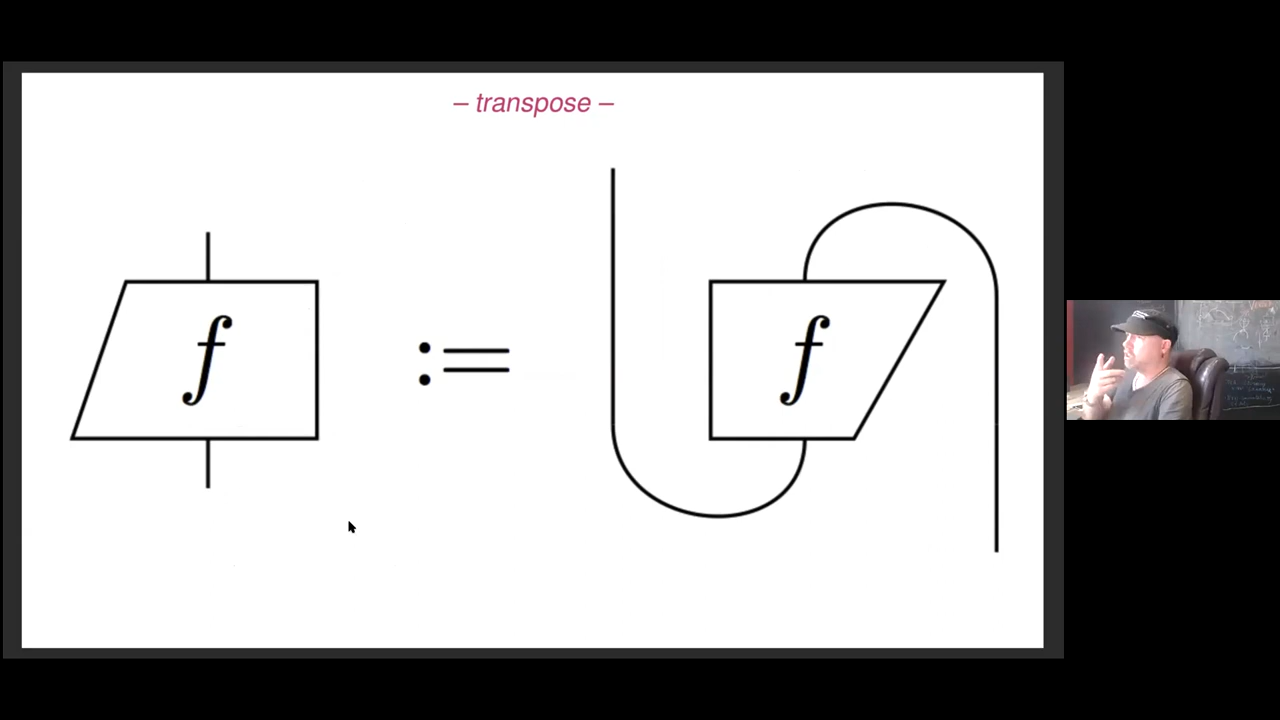 – transpose –
f := f